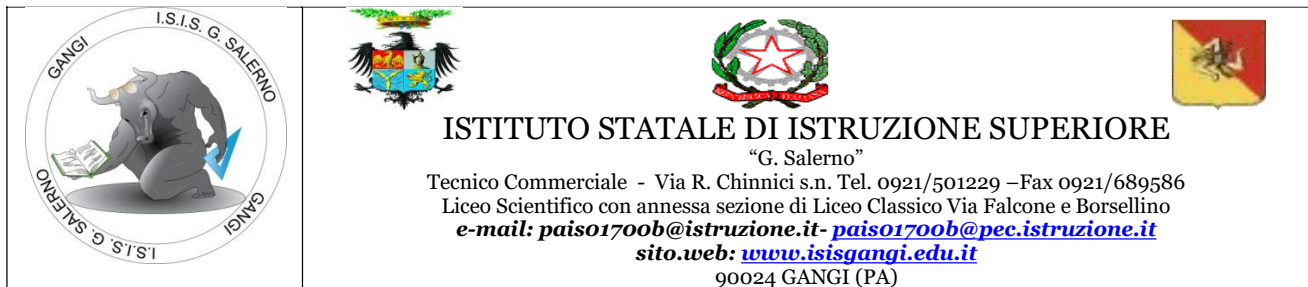 I.S.I.S. G. SALERNO
GANGI
I.S.I.S. G. SALERNO
GANGI
REPVBBLICA ITALIANA
ISTITUTO STATALE DI ISTRUZIONE SUPERIORE
“G. Salerno”
Tecnico Commerciale - Via R. Chinnici s.n. Tel. 0921/501229 –Fax 0921/689586
Liceo Scientifico con annessa sezione di Liceo Classico Via Falcone e Borsellino
e-mail: pais01700b@istruzione.it- pais01700b@pec.istruzione.it
sito.web: www.isisgangi.edu.it
90024 GANGI (PA)